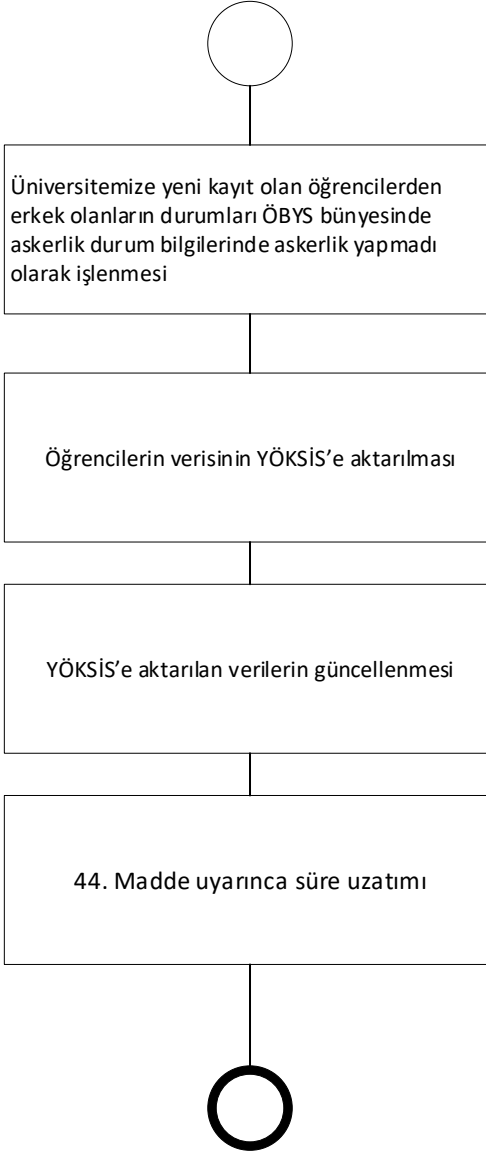 Üniversitemize yeni kayıt olan öğrencilerden
erkek olanların durumları ÖBYS bünyesinde
askerlik durum bilgilerinde askerlik yapmadı
olarak işlenmesi
Öğrencilerin verisinin YÖKSİS’e aktarılması
YÖKSİS’e aktarılan verilerin güncellenmesi
44. Madde uyarınca süre uzatımı